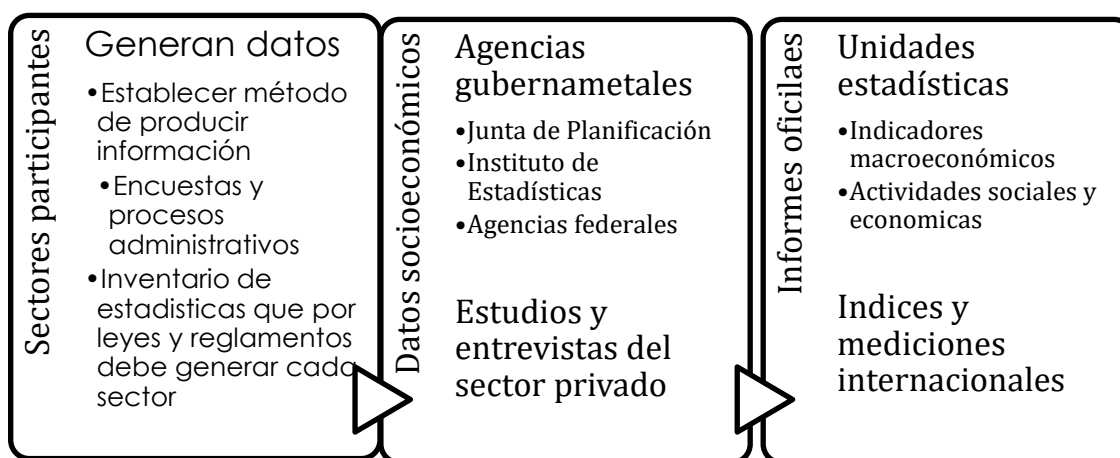 Sectores participantes
Generan datos
•Establecer método
de producir
información
•Encuestas y
procesos
administrativos
•Inventario de
estadisticas que por
leyes y reglamentos
debe generar cada
sector
Datos socioeconómicos
Agencias
gubernametales
•Junta de Planificación
•Instituto de
Estadísticas
•Agencias federales
Estudios y
entrevistas del
sector privado
Informes oficilaes
Unidades
estadísticas
•Indicadores
macroeconómicos
•Actividades sociales y
economicas
Indices y
mediciones
internacionales